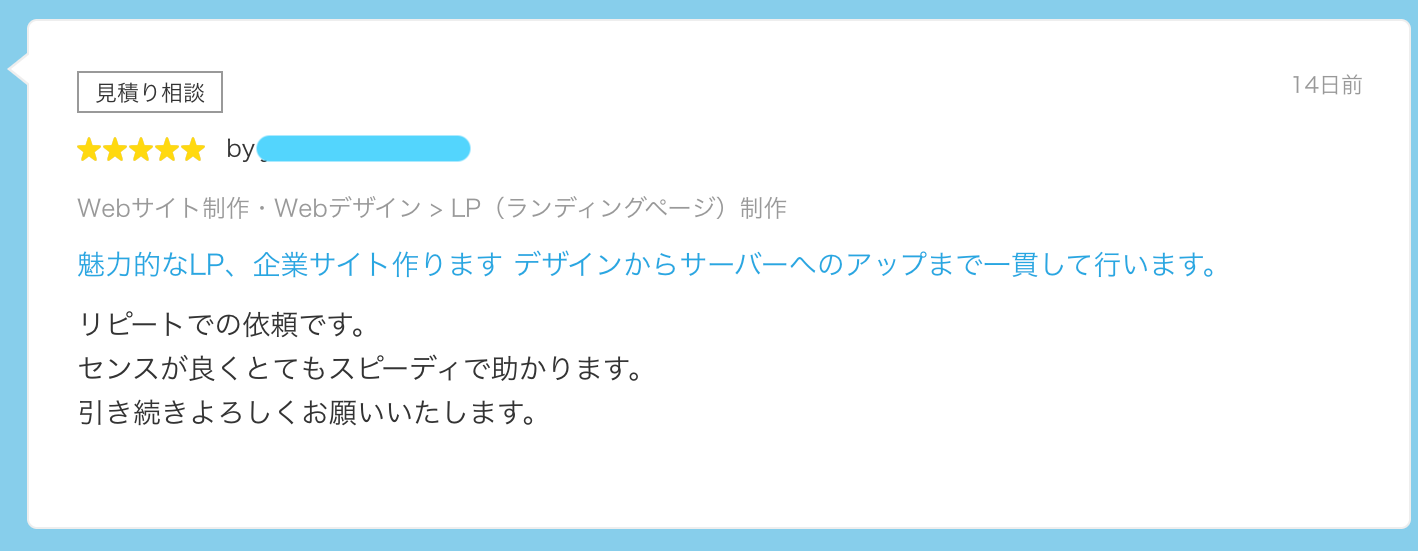 見積り相談
14日前
by
Webサイト制作・Webデザイン > LP（ランディングページ）制作
魅力的なLP、企業サイト作ります デザインからサーバーへのアップまで一貫して行います。
リピートでの依頼です。
センスが良くとてもスピーディで助かります。
引き続きよろしくお願いいたします。